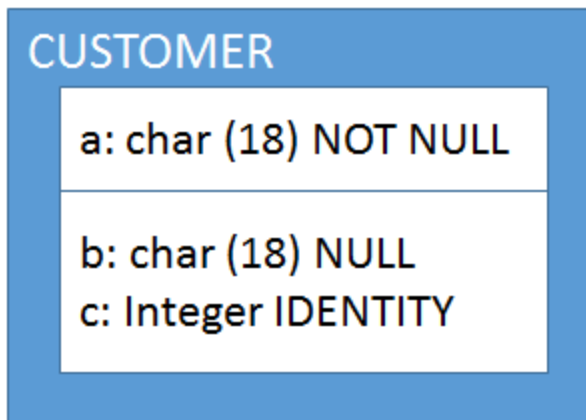 CUSTOMER
a: char (18) NOT NULL
b: char (18) NULL
c: Integer IDENTITY